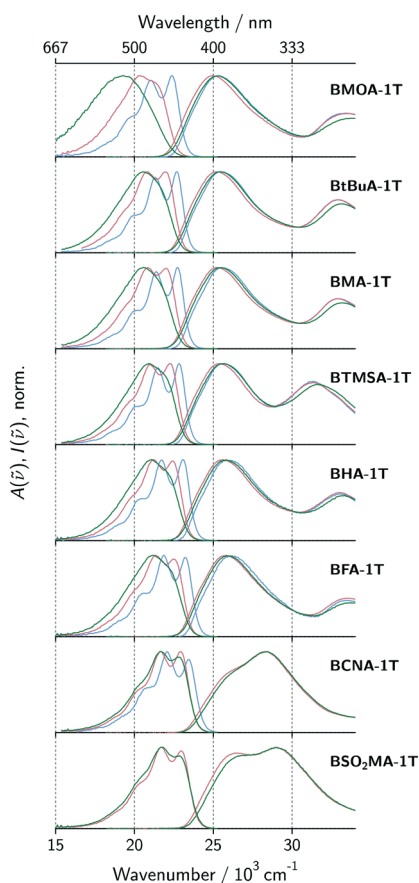 Wavelength / nm
667 500 400 333
BMOA-1T
BtBuA-1T
BMA-1T
BTMSA-1T
BHA-1T
BFA-1T
BCNA-1T
BSO₂MA-1T
A(ν̃), I(ν̃), norm.
15 20 25 30
Wavenumber / 10³ cm⁻¹